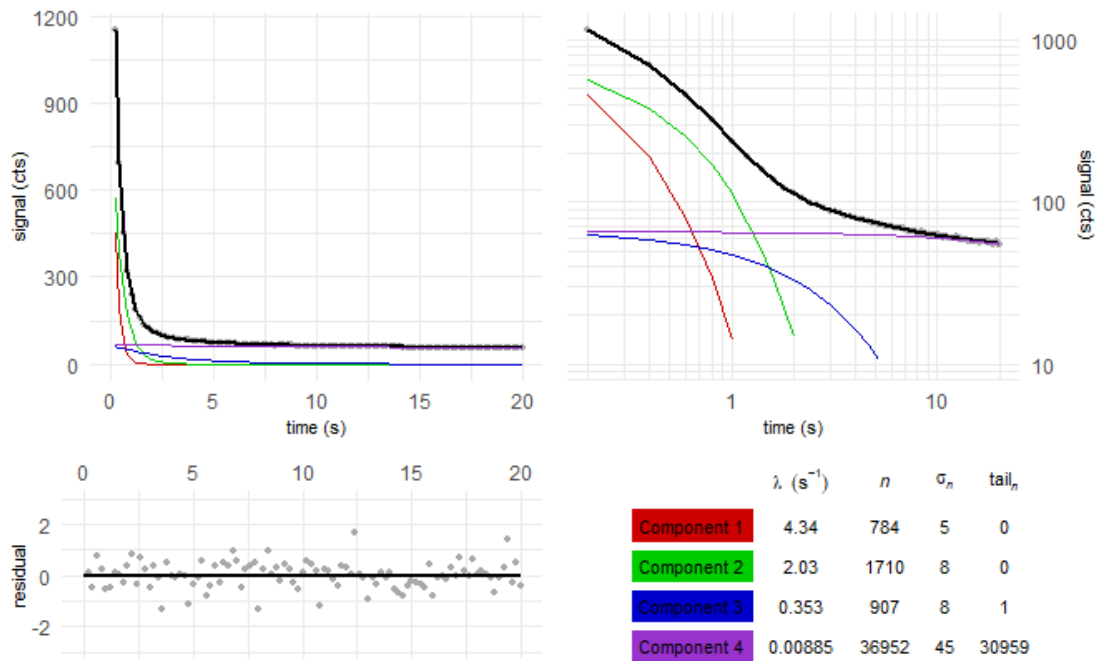 1200
900
600
300
0
signal (cts)
0 5 10 15 20
time (s)
1000
100
10
signal (cts)
1 10
time (s)
0 5 10 15 20
2
0
-2
residual
λ (s⁻¹) n σₙ tailₙ
Component 1 4.34 784 5 0
Component 2 2.03 1710 8 0
Component 3 0.353 907 8 1
Component 4 0.00885 36952 45 30959